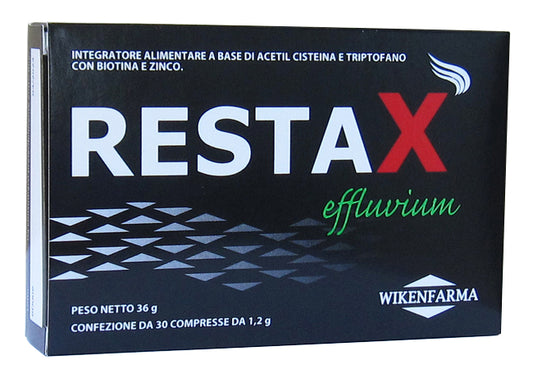 INTEGRATORE ALIMENTARE A BASE DI ACETIL CISTEINA E TRIPTOFANO
CON BIOTINA E ZINCO.
RESTAX
effluvium
PESO NETTO 36 g
CONFEZIONE DA 30 COMPRESSE DA 1,2 g
WIKENFARMA